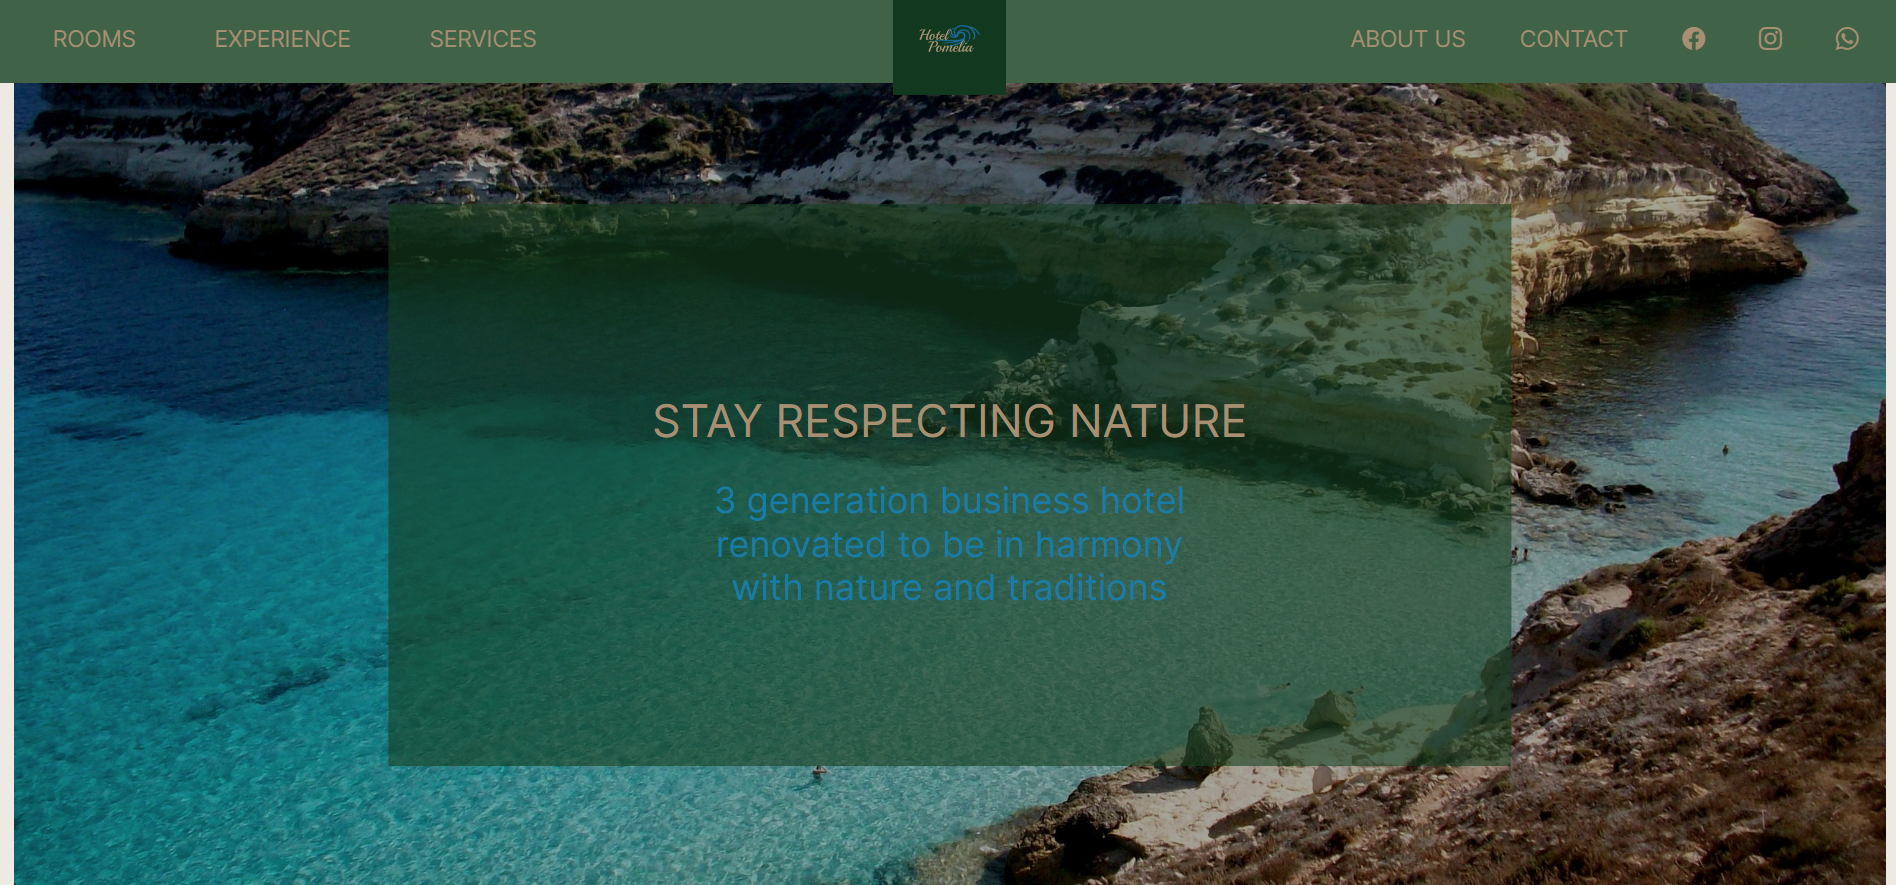 ROOMS
EXPERIENCE
SERVICES
Hotel
Pomelia
ABOUT US
CONTACT
STAY RESPECTING NATURE
3 generation business hotel
renovated to be in harmony
with nature and traditions